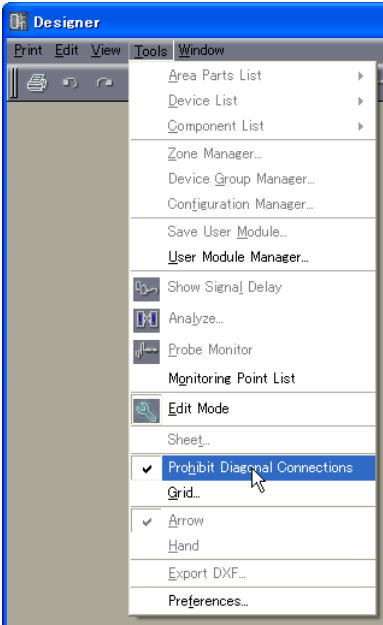 Designer
Print Edit View Tools Window
Area Parts List
Device List
Component List
Zone Manager...
Device Group Manager...
Configuration Manager...
Save User Module...
User Module Manager...
Show Signal Delay
Analyze...
Probe Monitor
Monitoring Point List
Edit Mode
Sheet...
Prohibit Diagonal Connections
Grid...
Arrow
Hand
Export DXF...
Preferences...